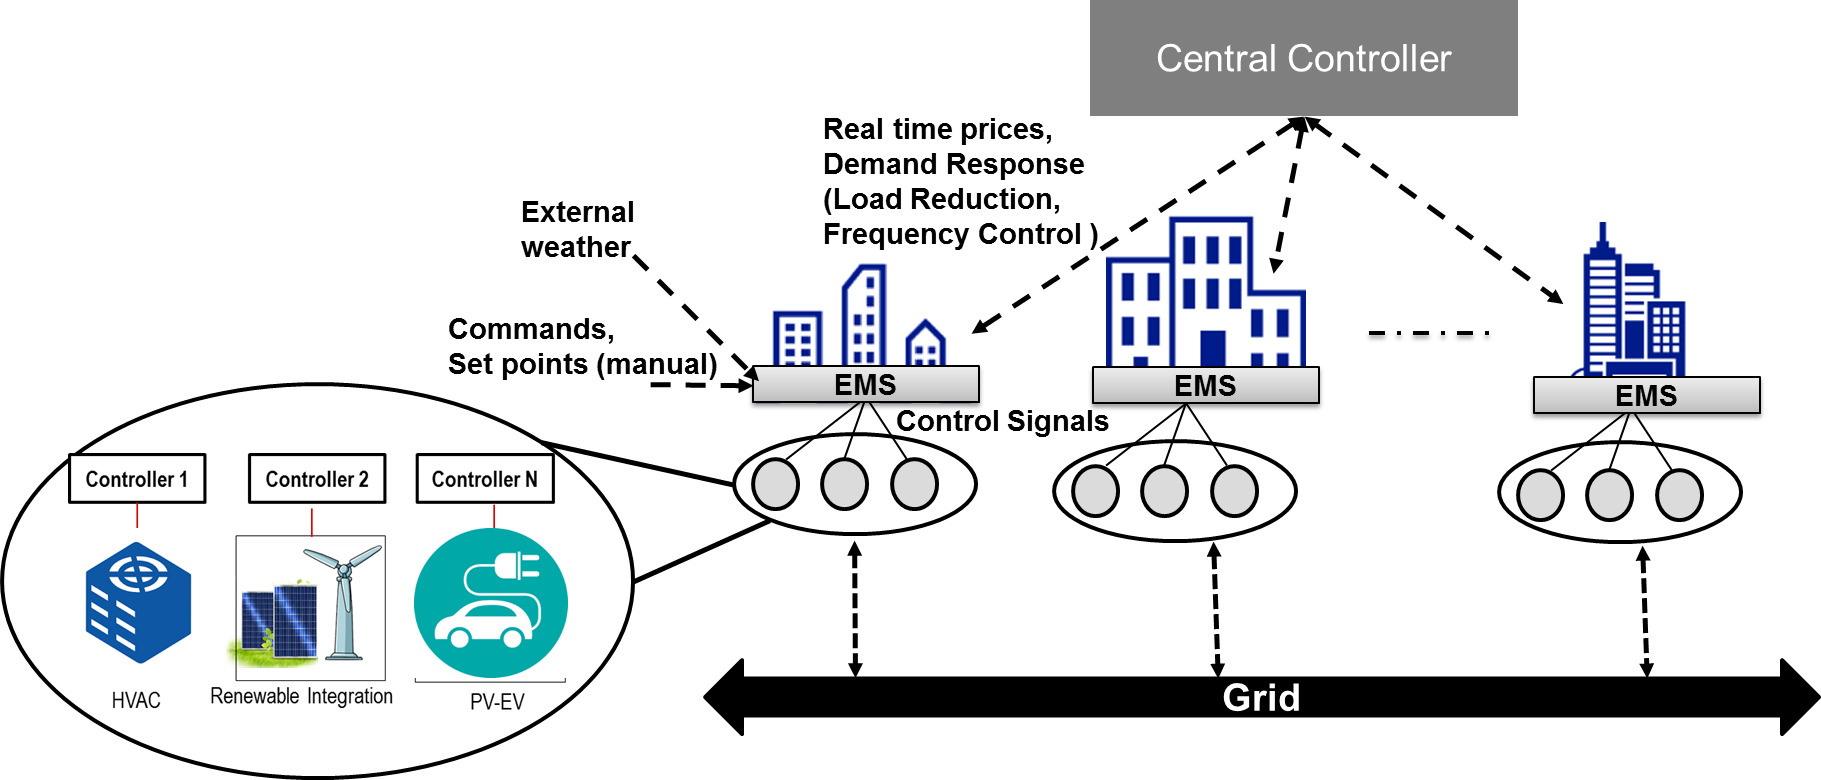 Central Controller
Real time prices,
Demand Response
(Load Reduction,
Frequency Control )
External
weather
Commands,
Set points (manual)
EMS
EMS
EMS
Control Signals
Controller 1
Controller 2
Controller N
HVAC
Renewable Integration
PV-EV
Grid